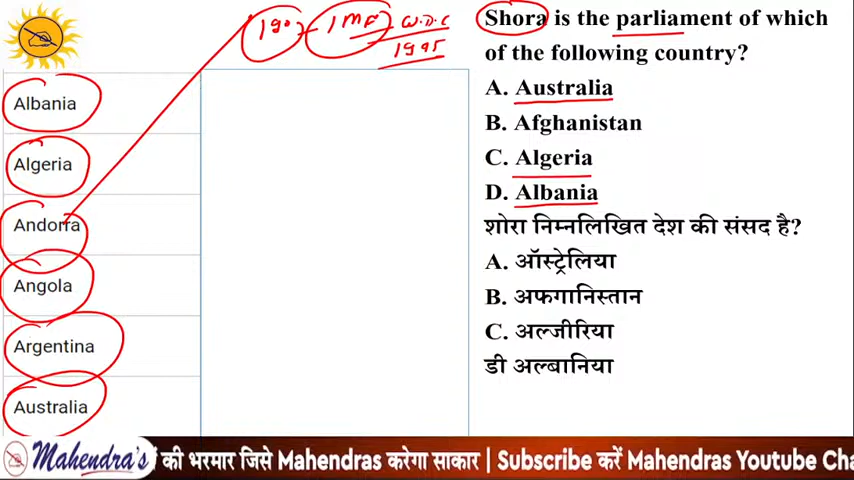 190 - IMF W.D.C
1945
Albania
Algeria
Andorra
Angola
Argentina
Australia
Shora is the parliament of which
of the following country?
A. Australia
B. Afghanistan
C. Algeria
D. Albania
शोरा निम्नलिखित देश की संसद है?
A. ऑस्ट्रेलिया
B. अफगानिस्तान
C. अल्जीरिया
डी अल्बानिया
Mahendra's की भरमार जिसे Mahendras करेगा साकार | Subscribe करें Mahendras Youtube Cha